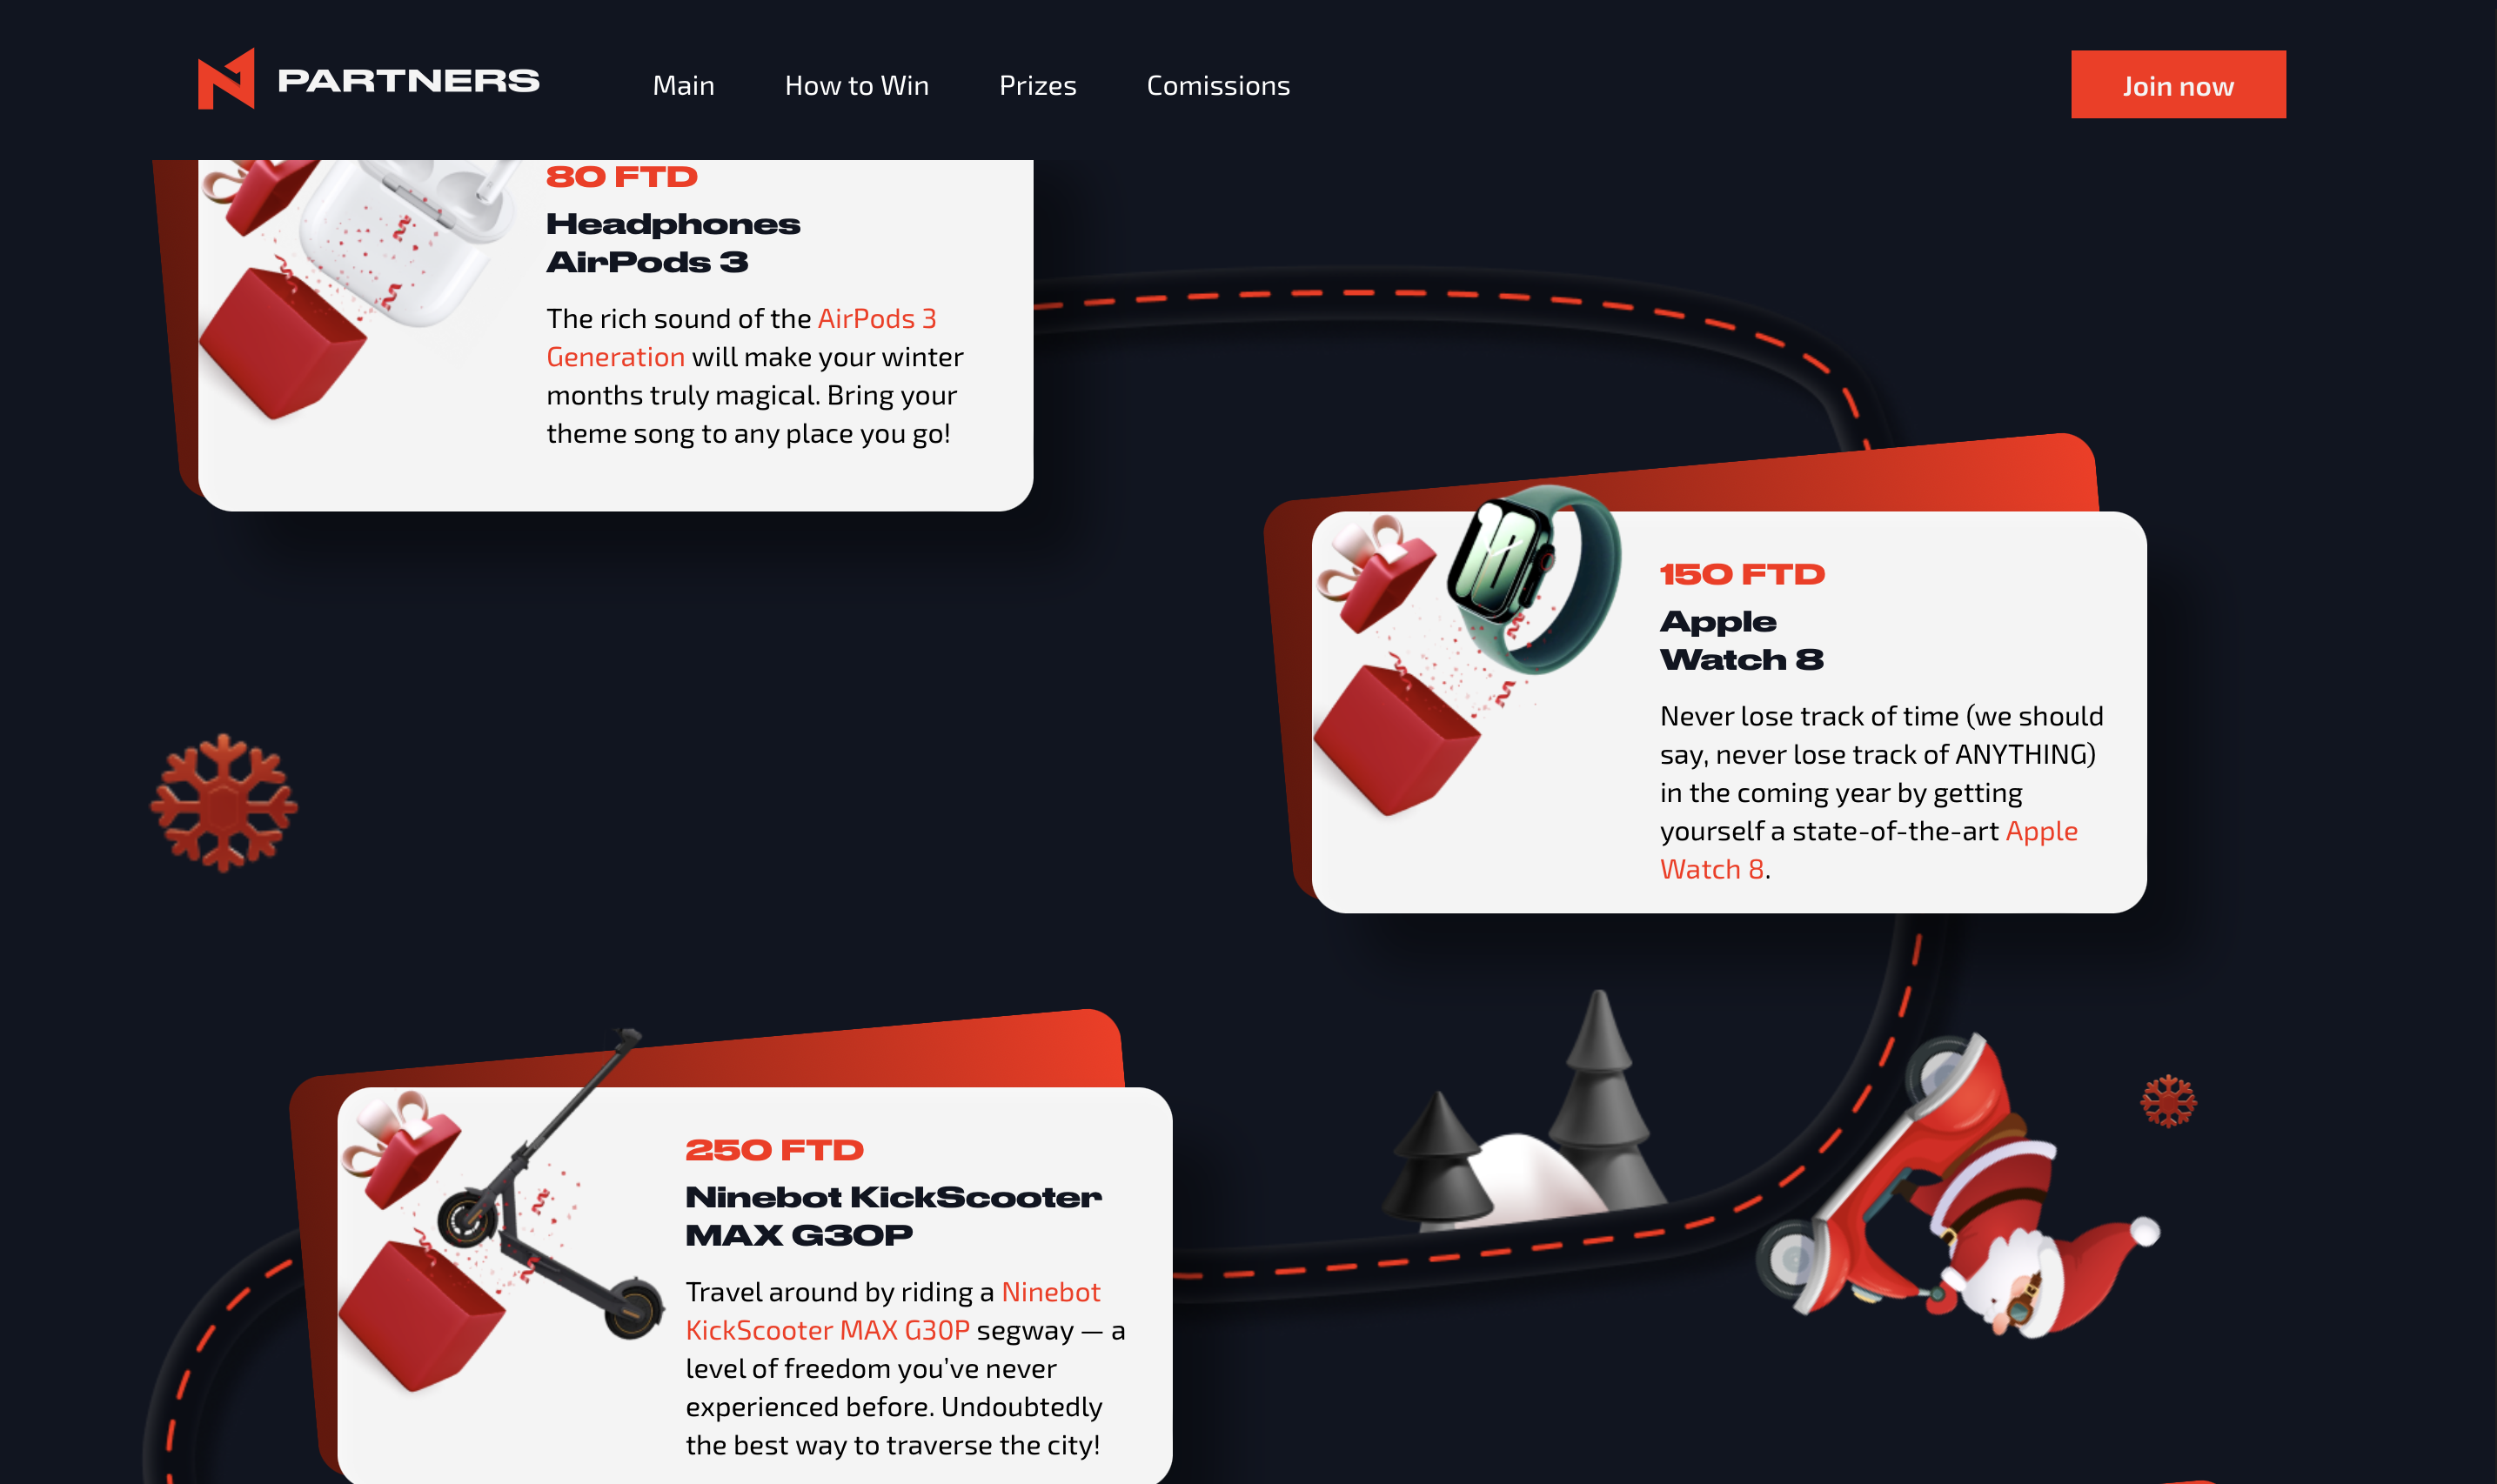 PARTNERS
Main
How to Win
Prizes
Comissions
Join now
80 FTD
Headphones
AirPods 3
The rich sound of the AirPods 3
Generation will make your winter
months truly magical. Bring your
theme song to any place you go!
150 FTD
Apple
Watch 8
Never lose track of time (we should
say, never lose track of ANYTHING)
in the coming year by getting
yourself a state-of-the-art Apple
Watch 8.
250 FTD
Ninebot KickScooter
MAX G30P
Travel around by riding a Ninebot
KickScooter MAX G30P segway — a
level of freedom you've never
experienced before. Undoubtedly
the best way to traverse the city!